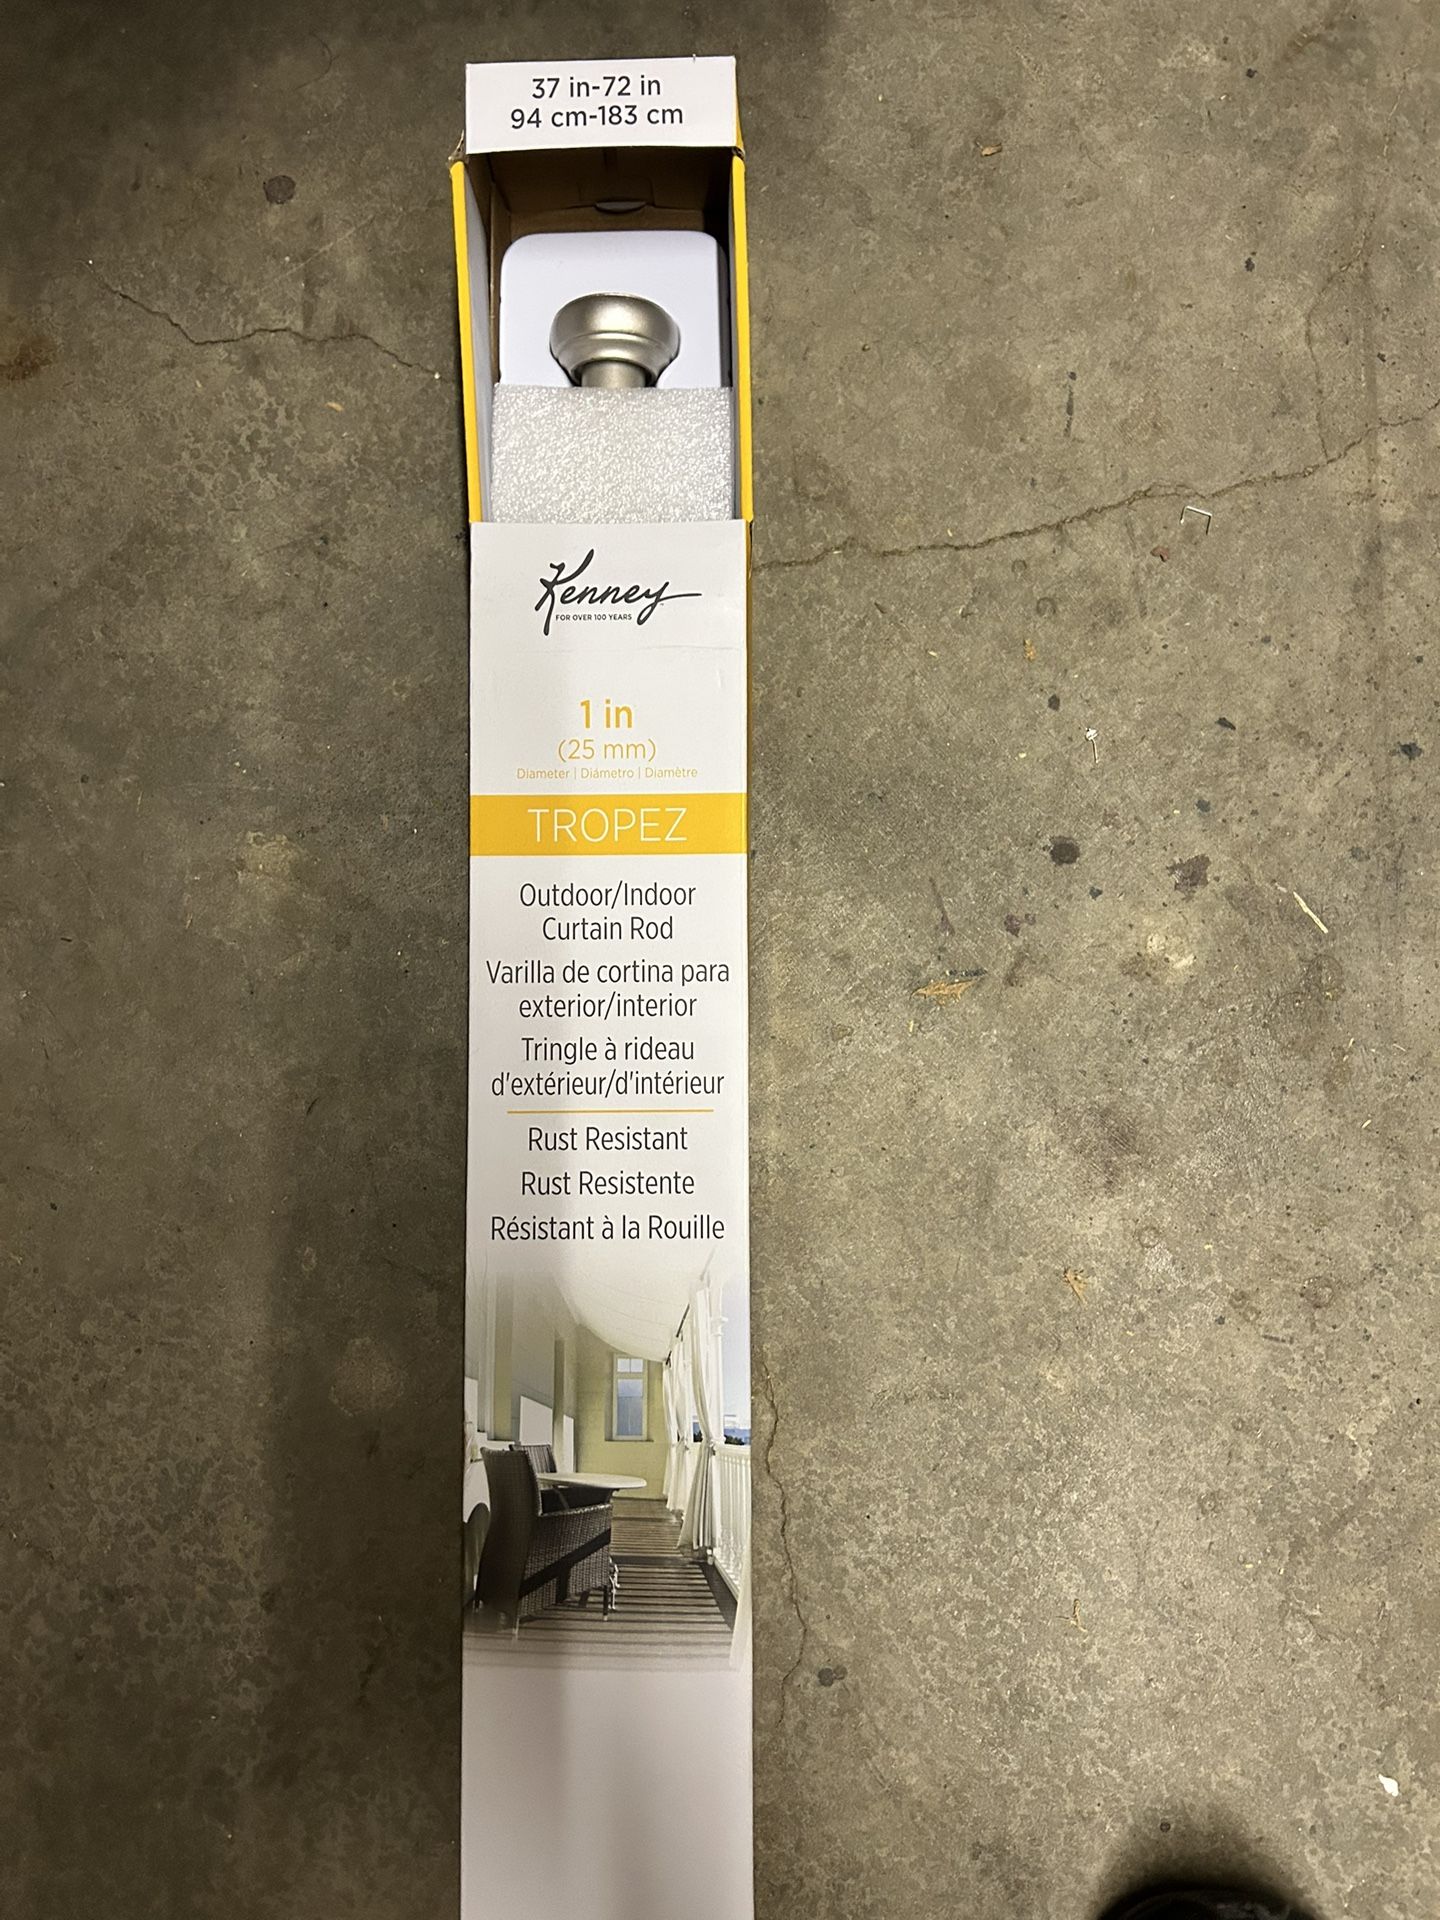 37 in-72 in
94 cm-183 cm
Kenney
FOR OVER 100 YEARS
1 in
(25 mm)
Diameter | Diámetro | Diamètre
TROPEZ
Outdoor/Indoor
Curtain Rod
Varilla de cortina para
exterior/interior
Tringle à rideau
d'extérieur/d'intérieur
Rust Resistant
Rust Resistente
Résistant à la Rouille